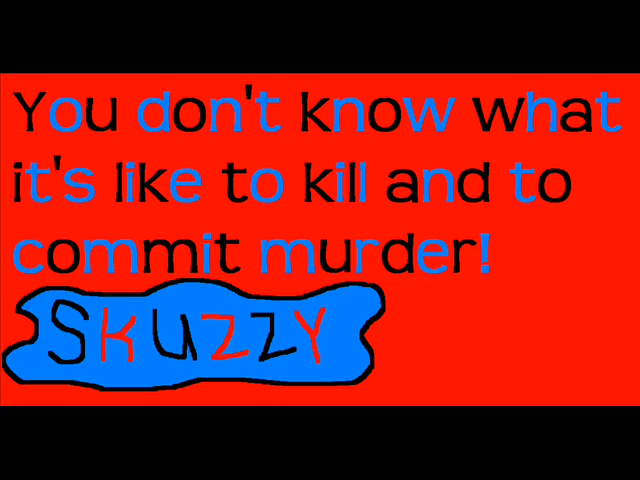 You don't know what
it's like to kill and to
commit murder!
SKUZZY